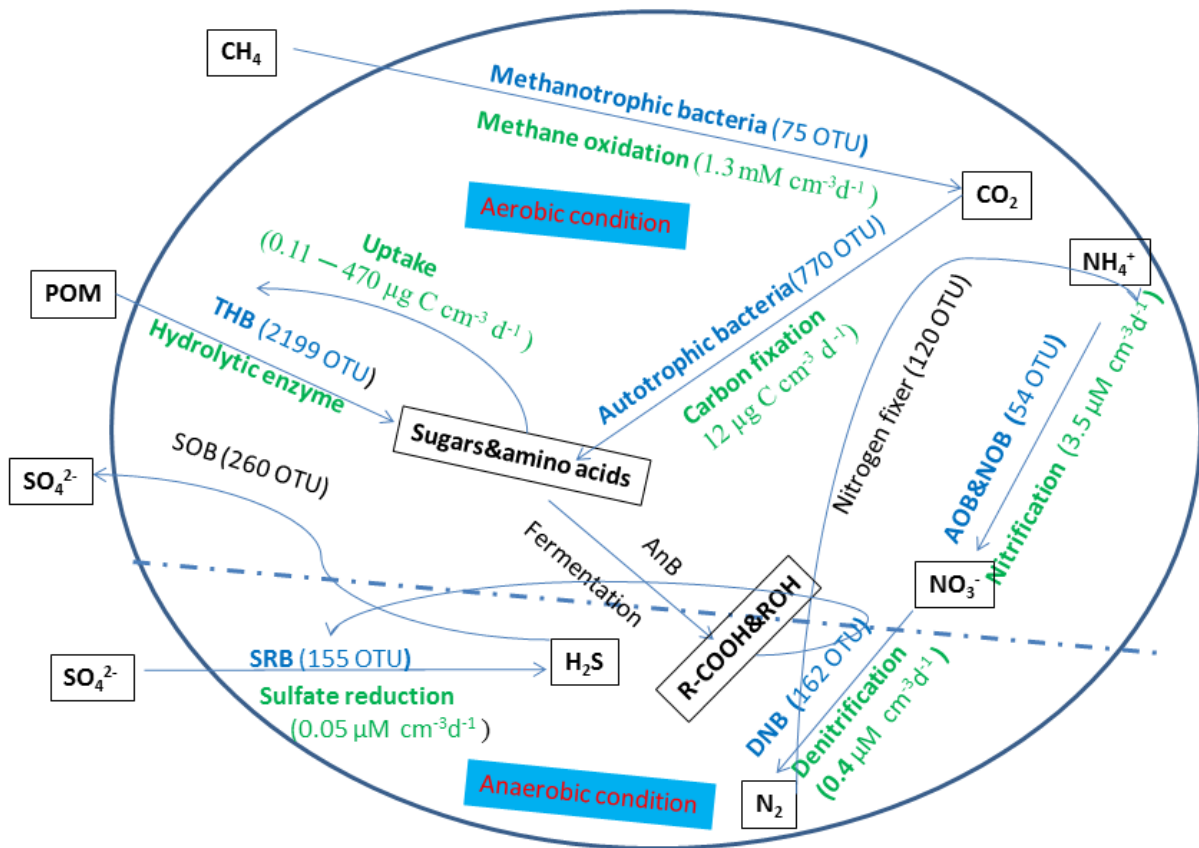 CH₄
Methanotrophic bacteria (75 OTU)
Methane oxidation (1.3 mM cm⁻³d⁻¹ )
CO₂
Aerobic condition
NH₄⁺
Uptake
(0.11 – 470 µg C cm⁻³ d⁻¹ )
POM
THB (2199 OTU)
Hydrolytic enzyme
Autotrophic bacteria(770 OTU)
Carbon fixation
12 µg C cm⁻³ d⁻¹ )
Nitrogen fixer (120 OTU)
AOB&NOB (54 OTU)
Nitrification (3.5 µM cm⁻³d⁻¹ )
Sugars&amino acids
SOB (260 OTU)
SO₄²⁻
Fermentation
AnB
NO₃⁻
R-COOH&ROH
SO₄²⁻
SRB (155 OTU)
H₂S
Sulfate reduction
(0.05 µM cm⁻³d⁻¹ )
DNB (162 OTU)
Denitrification
(0.4 µM cm⁻³d⁻¹ )
Anaerobic condition
N₂